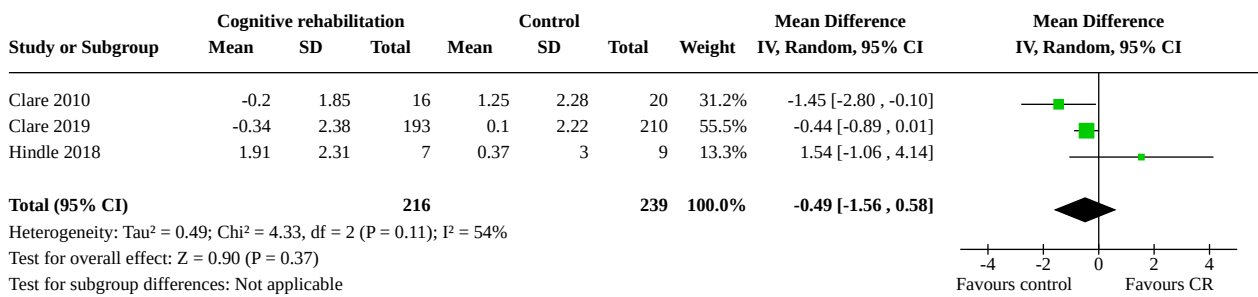 Cognitive rehabilitation Control Mean Difference Mean Difference
Study or Subgroup Mean SD Total Mean SD Total Weight IV, Random, 95% CI IV, Random, 95% CI
Clare 2010 -0.2 1.85 16 1.25 2.28 20 31.2% -1.45 [-2.80 , -0.10]
Clare 2019 -0.34 2.38 193 0.1 2.22 210 55.5% -0.44 [-0.89 , 0.01]
Hindle 2018 1.91 2.31 7 0.37 3 9 13.3% 1.54 [-1.06 , 4.14]
Total (95% CI) 216 239 100.0% -0.49 [-1.56 , 0.58]
Heterogeneity: Tau² = 0.49; Chi² = 4.33, df = 2 (P = 0.11); I² = 54%
Test for overall effect: Z = 0.90 (P = 0.37)
Test for subgroup differences: Not applicable
-4 -2 0 2 4
Favours control Favours CR